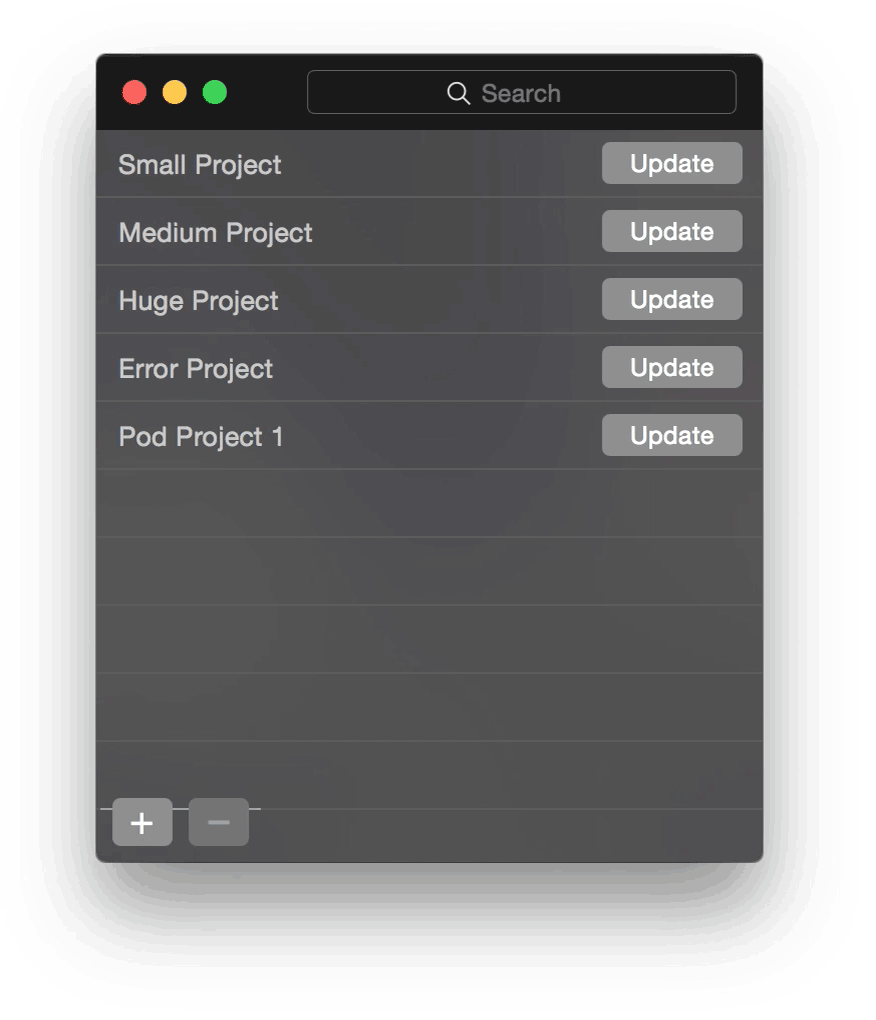 Search
Small Project Update
Medium Project Update
Huge Project Update
Error Project Update
Pod Project 1 Update
+ −